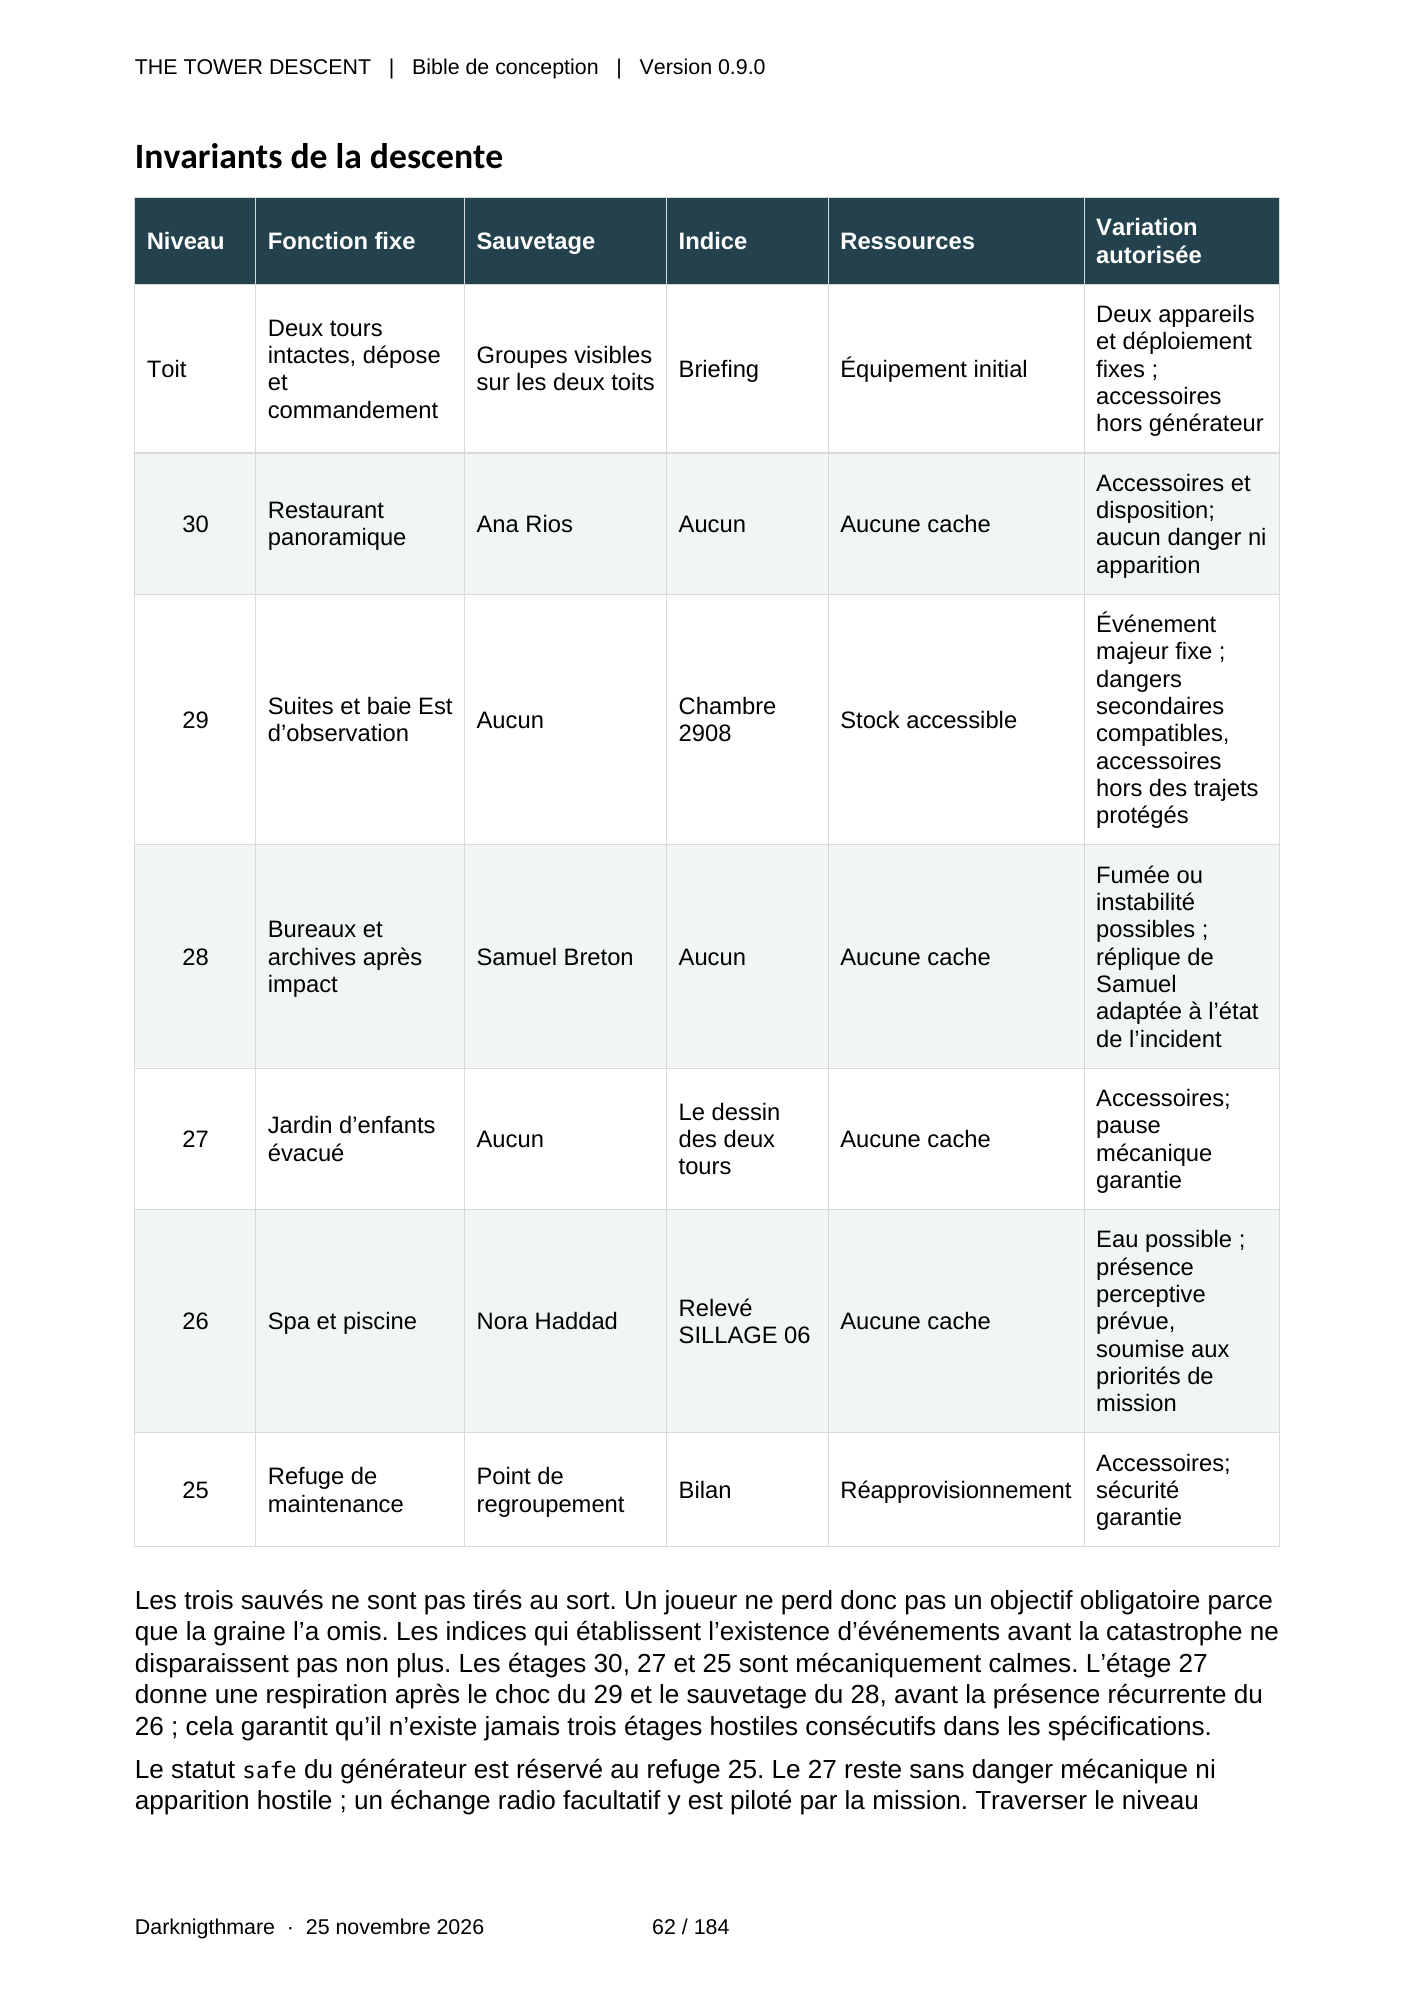 THE TOWER DESCENT | Bible de conception | Version 0.9.0
Invariants de la descente
Niveau
Fonction fixe
Sauvetage
Indice
Ressources
Variation
autorisée
Toit
Deux tours
intactes, dépose
et
commandement
Groupes visibles
sur les deux toits
Briefing
Équipement initial
Deux appareils
et déploiement
fixes ;
accessoires
hors générateur
30
Restaurant
panoramique
Ana Rios
Aucun
Aucune cache
Accessoires et
disposition;
aucun danger ni
apparition
29
Suites et baie Est
d’observation
Aucun
Chambre
2908
Stock accessible
Événement
majeur fixe ;
dangers
secondaires
compatibles,
accessoires
hors des trajets
protégés
28
Bureaux et
archives après
impact
Samuel Breton
Aucun
Aucune cache
Fumée ou
instabilité
possibles ;
réplique de
Samuel
adaptée à l’état
de l’incident
27
Jardin d’enfants
évacué
Aucun
Le dessin
des deux
tours
Aucune cache
Accessoires;
pause
mécanique
garantie
26
Spa et piscine
Nora Haddad
Relevé
SILLAGE 06
Aucune cache
Eau possible ;
présence
perceptive
prévue,
soumise aux
priorités de
mission
25
Refuge de
maintenance
Point de
regroupement
Bilan
Réapprovisionnement
Accessoires;
sécurité
garantie
Les trois sauvés ne sont pas tirés au sort. Un joueur ne perd donc pas un objectif obligatoire parce
que la graine l’a omis. Les indices qui établissent l’existence d’événements avant la catastrophe ne
disparaissent pas non plus. Les étages 30, 27 et 25 sont mécaniquement calmes. L’étage 27
donne une respiration après le choc du 29 et le sauvetage du 28, avant la présence récurrente du
26 ; cela garantit qu’il n’existe jamais trois étages hostiles consécutifs dans les spécifications.
Le statut safe du générateur est réservé au refuge 25. Le 27 reste sans danger mécanique ni
apparition hostile ; un échange radio facultatif y est piloté par la mission. Traverser le niveau
Darknigthmare · 25 novembre 2026
62 / 184